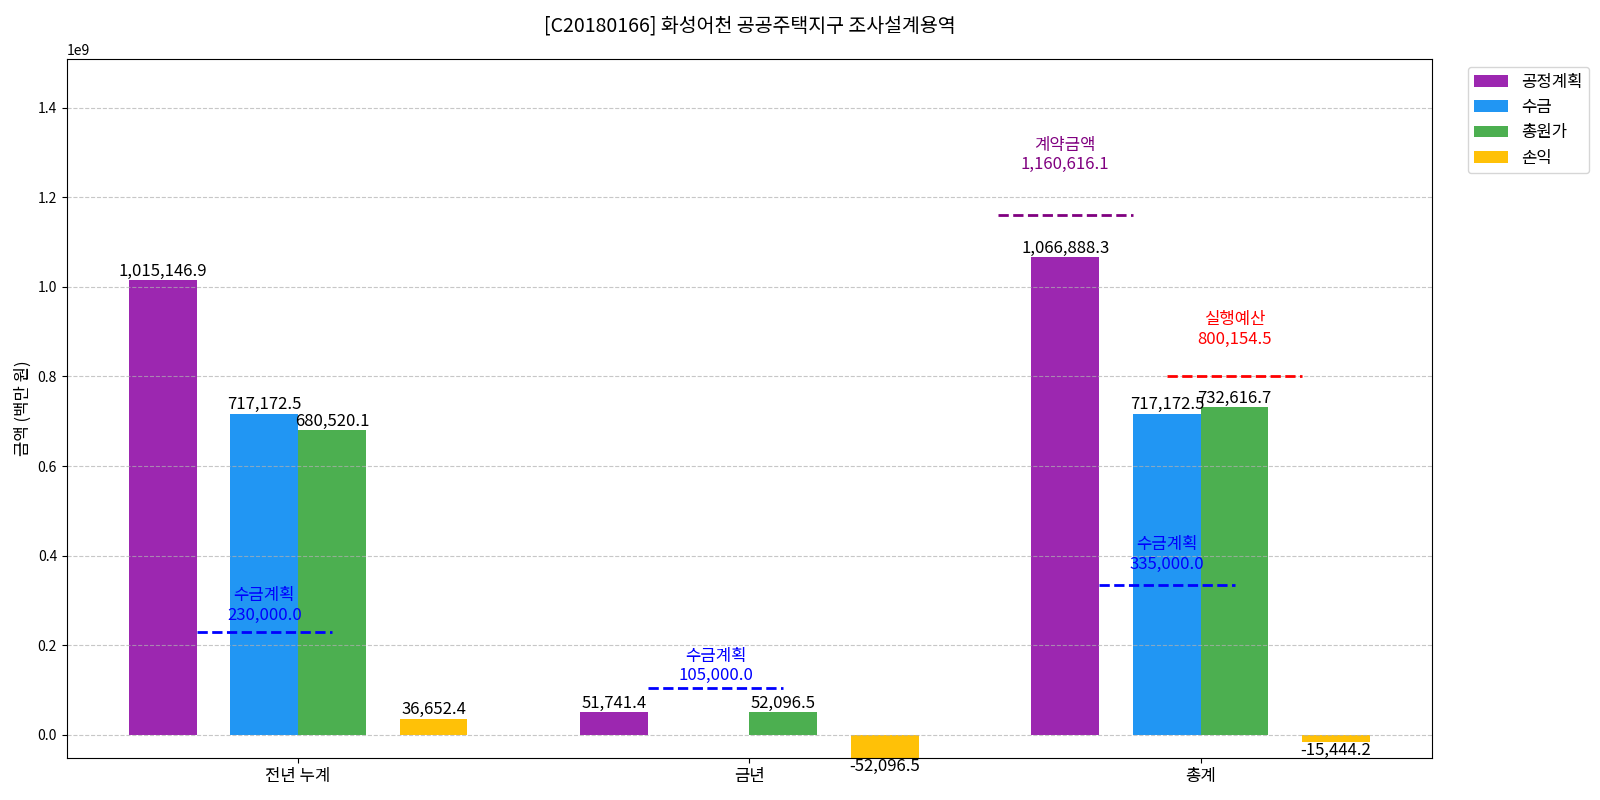 [C20180166] 화성어천 공공주택지구 조사설계용역
1e9
금액 (백만 원)
1.4
1.2
1.0
0.8
0.6
0.4
0.2
0.0
1,015,146.9
717,172.5
680,520.1
수금계획
230,000.0
36,652.4
51,741.4
수금계획
105,000.0
52,096.5
-52,096.5
계약금액
1,160,616.1
1,066,888.3
실행예산
800,154.5
717,172.5
732,616.7
수금계획
335,000.0
-15,444.2
전년 누계
금년
총계
공정계획
수금
총원가
손익